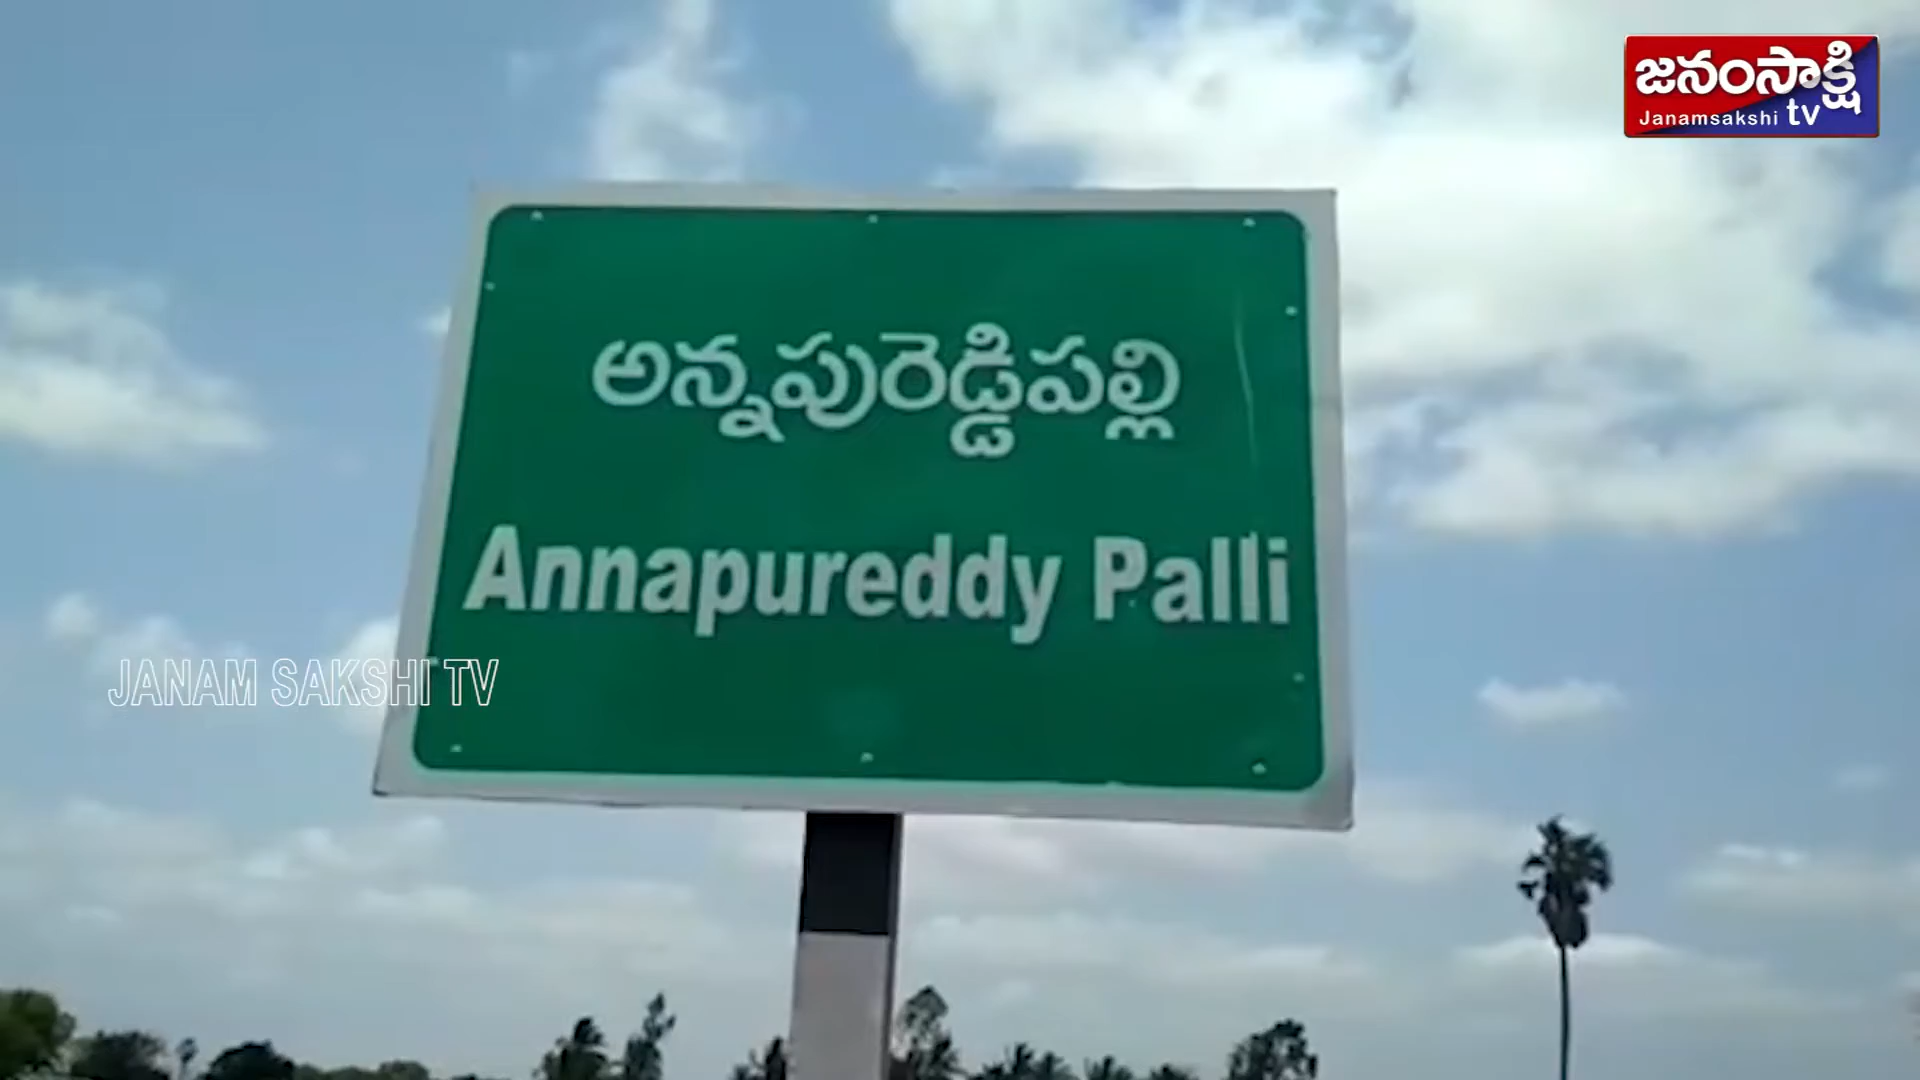 జనంసాక్షి
Janamsakshi tv
అన్నపురెడ్డిపల్లి
Annapureddy Palli
JANAM SAKSHI TV